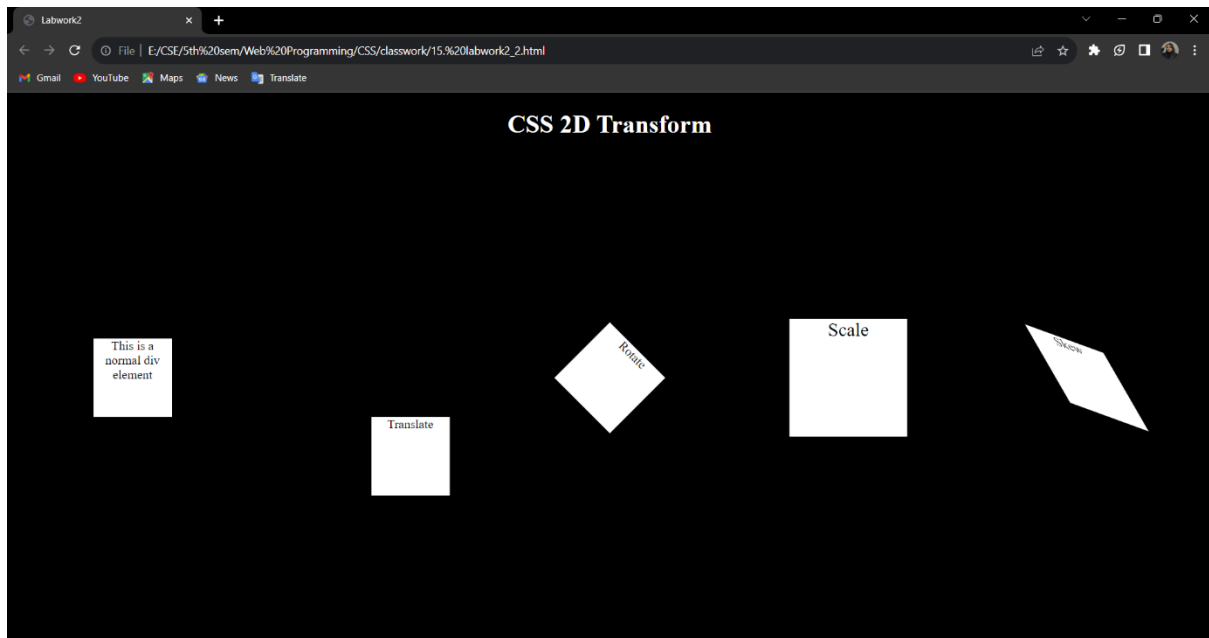 Labwork2
File | E:/CSE/5th%20sem/Web%20Programming/CSS/classwork/15.%20labwork2_2.html
Gmail YouTube Maps News Translate
CSS 2D Transform
This is a
normal div
element
Translate
Rotate
Scale
Skew